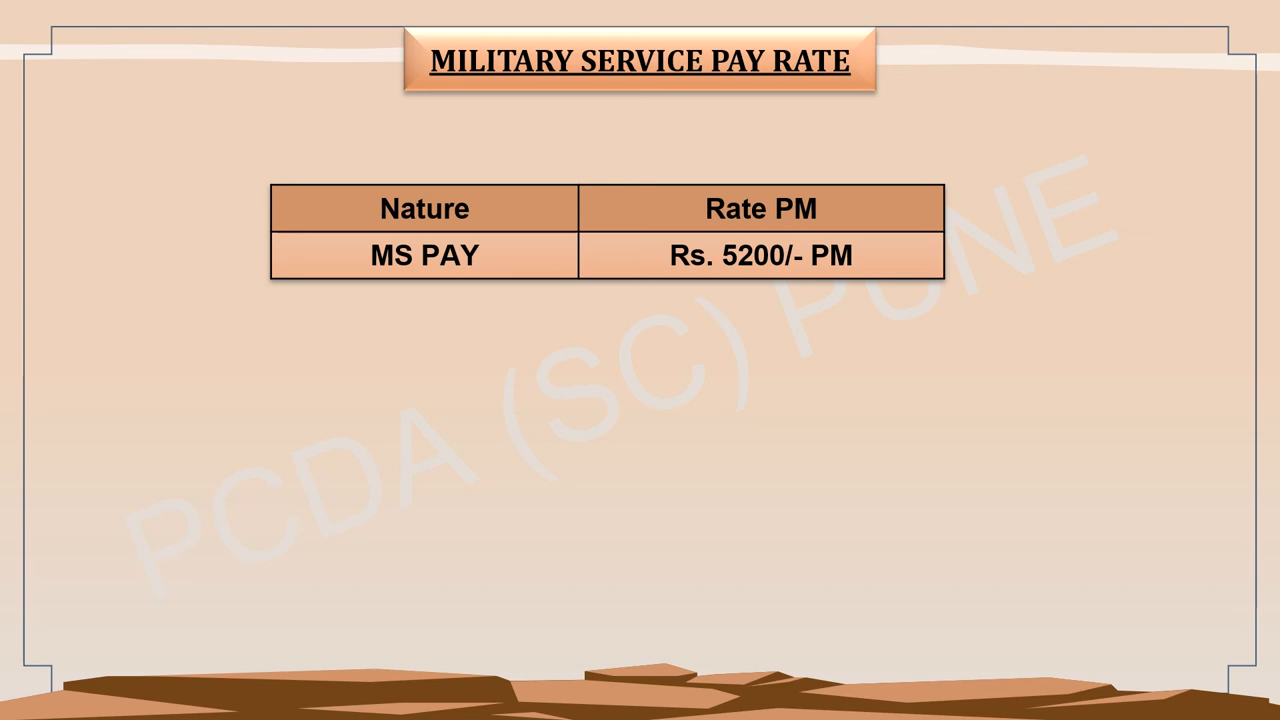 MILITARY SERVICE PAY RATE
Nature Rate PM
MS PAY Rs. 5200/- PM
PCDA (SC) PUNE